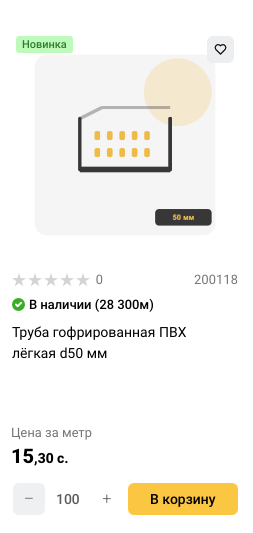 Новинка
50 мм
0
200118
В наличии (28 300м)
Труба гофрированная ПВХ
лёгкая d50 мм
Цена за метр
15,30 с.
− 100 + В корзину